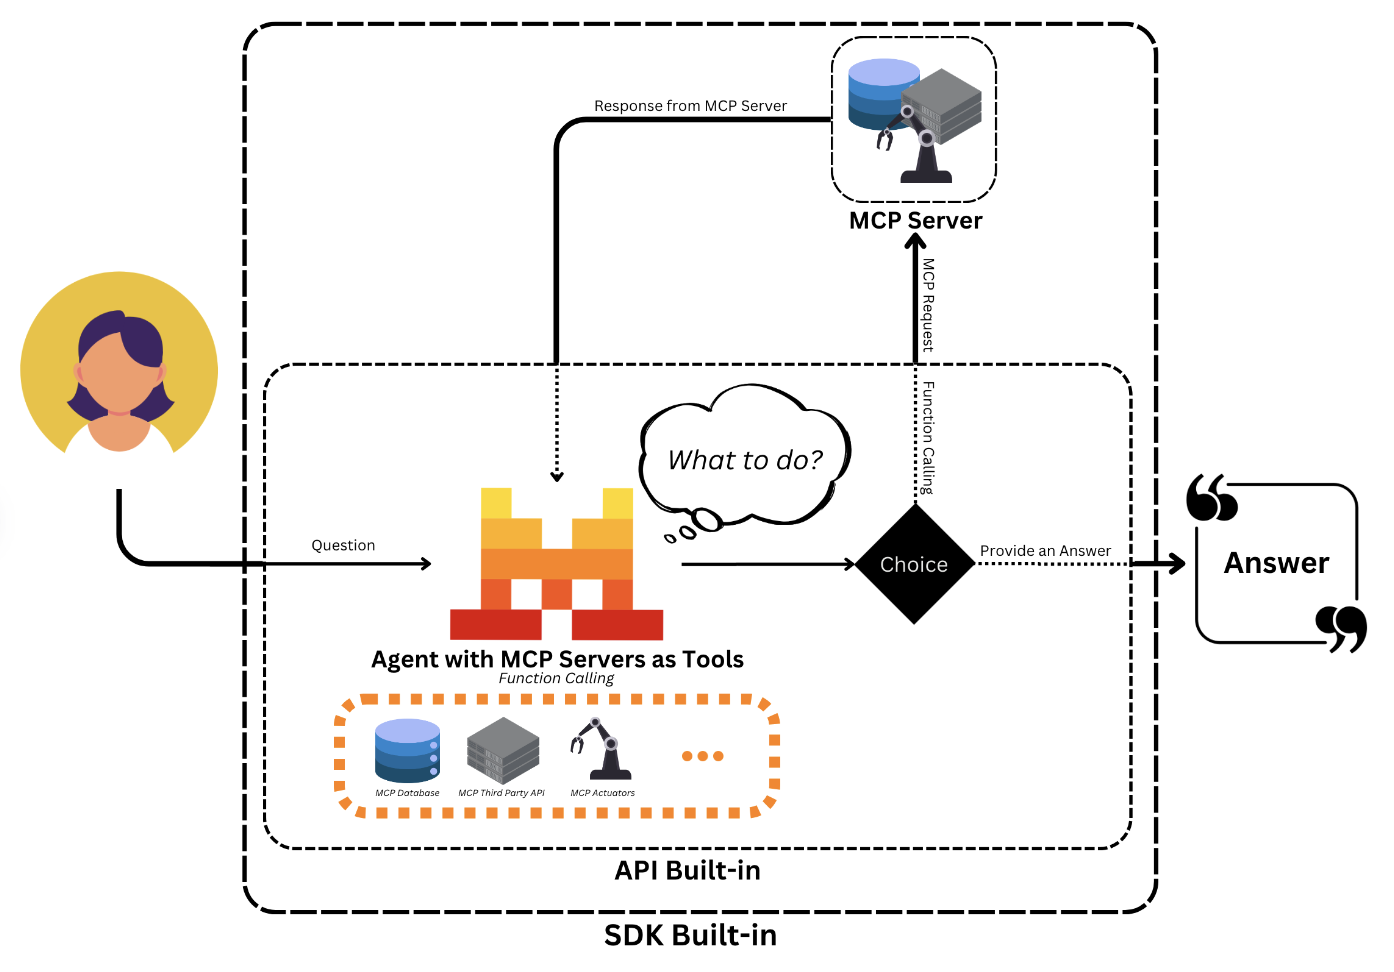 Response from MCP Server
MCP Server
MCP Request
Function Calling
What to do?
Question
Choice
Provide an Answer
Answer
Agent with MCP Servers as Tools
Function Calling
MCP Database
MCP Third Party API
MCP Actuators
API Built-in
SDK Built-in